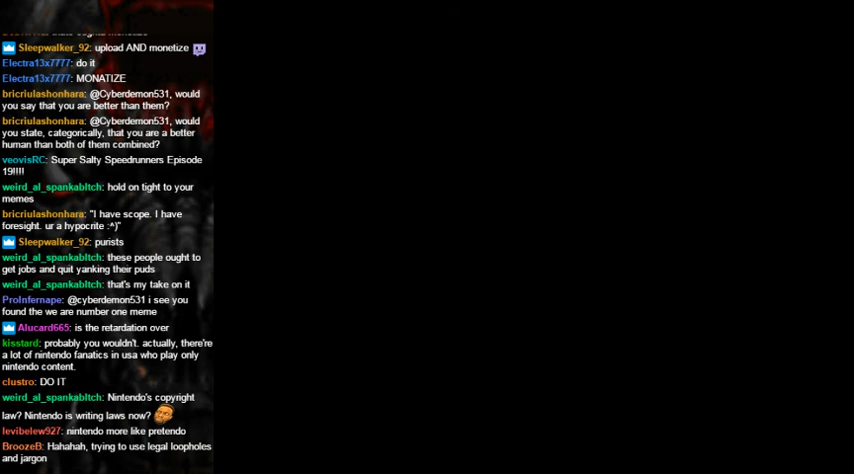 Sleepwalker_92: upload AND monetize
Electra13x7777: do it
Electra13x7777: MONATIZE
bricriulashonhara: @Cyberdemon531, would
you say that you are better than them?
bricriulashonhara: @Cyberdemon531, would
you state, categorically, that you are a better
human than both of them combined?
veovisRC: Super Salty Speedrunners Episode
19!!!!
weird_al_spankabItch: hold on tight to your
memes
bricriulashonhara: "I have scope. I have
foresight. ur a hypocrite :^)"
Sleepwalker_92: purists
weird_al_spankabItch: these people ought to
get jobs and quit yanking their puds
weird_al_spankabItch: that's my take on it
ProInfernape: @cyberdemon531 i see you
found the we are number one meme
Alucard665: is the retardation over
kisstard: probably you wouldn't. actually, there're
a lot of nintendo fanatics in usa who play only
nintendo content.
clustro: DO IT
weird_al_spankabItch: Nintendo's copyright
law? Nintendo is writing laws now?
levibelew927: nintendo more like pretendo
BroozeB: Hahahah, trying to use legal loopholes
and jargon